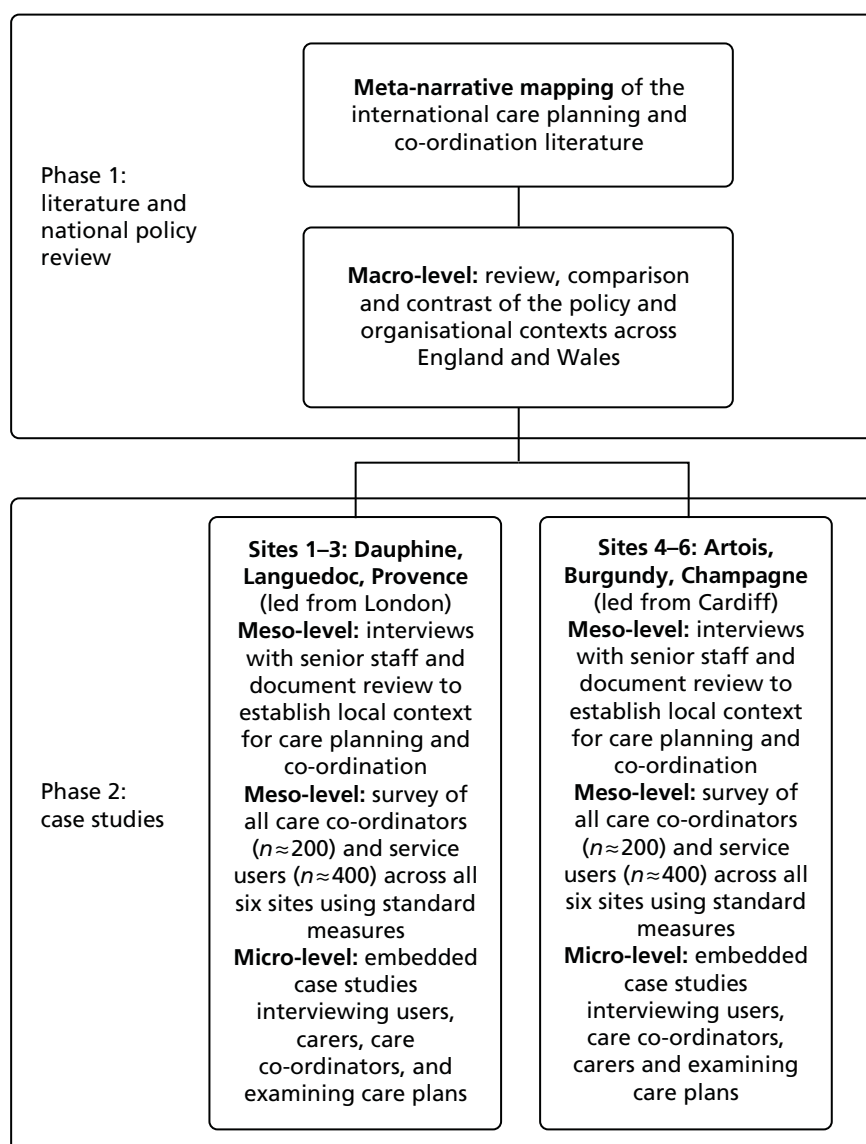 Phase 1:
literature and
national policy
review
Meta-narrative mapping of the
international care planning and
co-ordination literature
Macro-level: review, comparison
and contrast of the policy and
organisational contexts across
England and Wales
Phase 2:
case studies
Sites 1–3: Dauphine,
Languedoc, Provence
(led from London)
Meso-level: interviews
with senior staff and
document review to
establish local context
for care planning and
co-ordination
Meso-level: survey of
all care co-ordinators
(n≈200) and service
users (n≈400) across all
six sites using standard
measures
Micro-level: embedded
case studies
interviewing users,
carers, care
co-ordinators, and
examining care plans
Sites 4–6: Artois,
Burgundy, Champagne
(led from Cardiff)
Meso-level: interviews
with senior staff and
document review to
establish local context
for care planning and
co-ordination
Meso-level: survey of
all care co-ordinators
(n≈200) and service
users (n≈400) across all
six sites using standard
measures
Micro-level: embedded
case studies
interviewing users,
care co-ordinators,
carers and examining
care plans